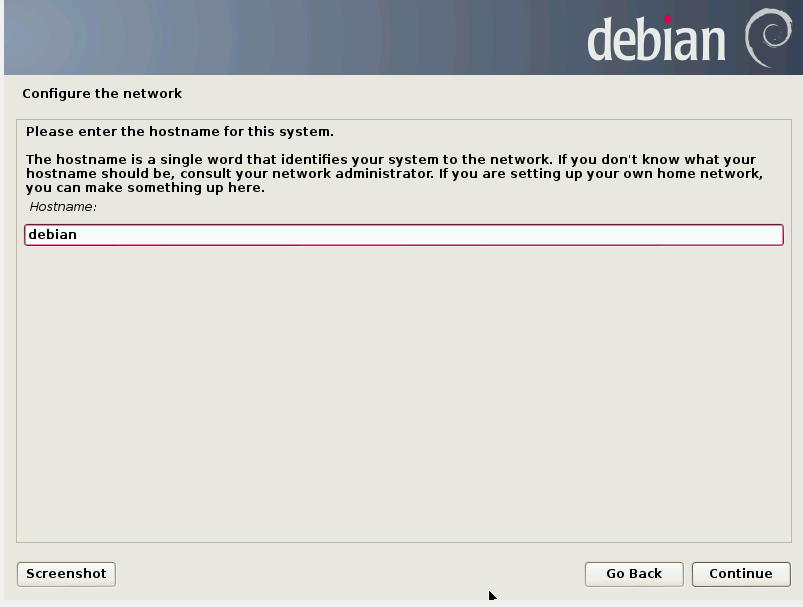 debian
Configure the network
Please enter the hostname for this system.
The hostname is a single word that identifies your system to the network. If you don't know what your
hostname should be, consult your network administrator. If you are setting up your own home network,
you can make something up here.
Hostname:
debian
Screenshot
Go Back
Continue